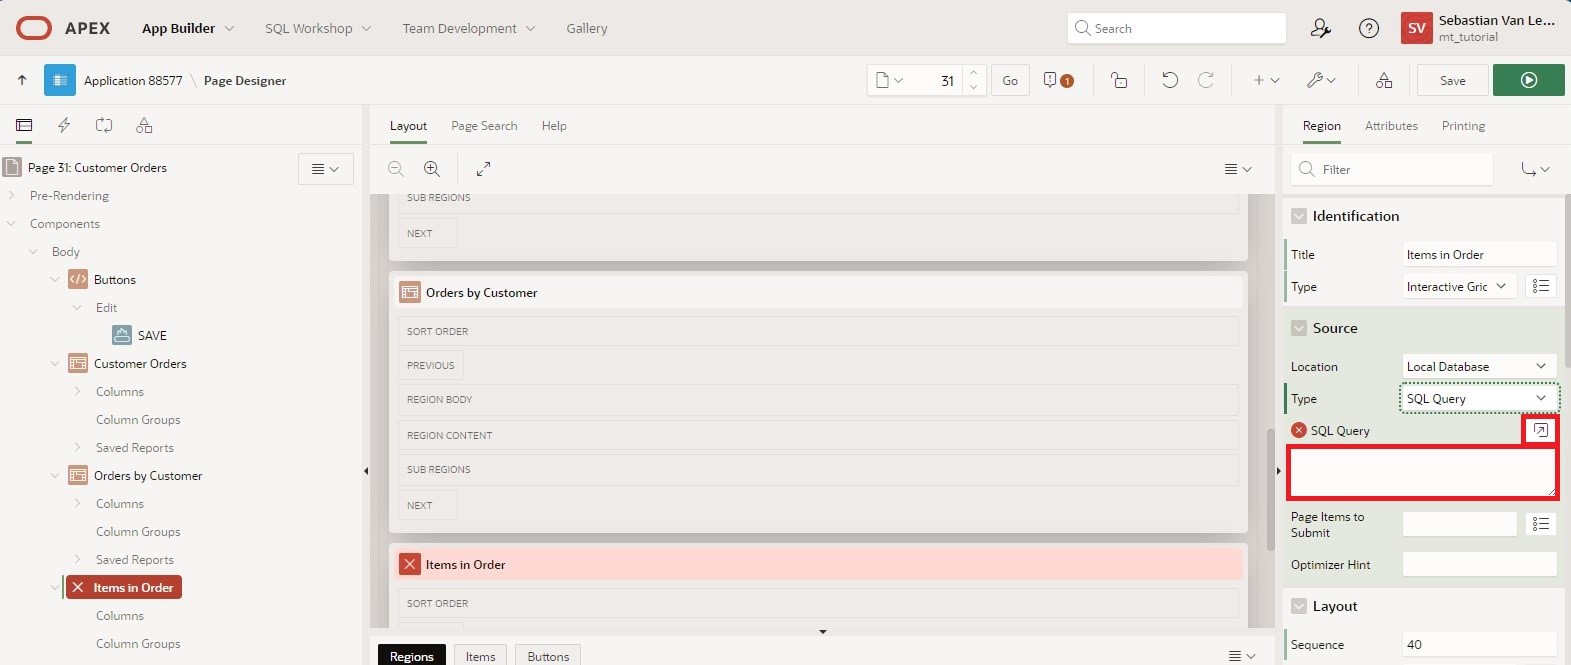 APEX App Builder SQL Workshop Team Development Gallery Search SV Sebastian Van Le...
mt_tutorial
Application 88577 \ Page Designer 31 Go 1 Save
Layout Page Search Help Region Attributes Printing
Page 31: Customer Orders Filter
Pre-Rendering SUB REGIONS
Components Identification
NEXT
Body Title Items in Order
Buttons Type Interactive Gric
Orders by Customer
Edit
SORT ORDER Source
SAVE
Customer Orders PREVIOUS Location Local Database
Columns REGION BODY Type SQL Query
Column Groups REGION CONTENT SQL Query
Saved Reports
SUB REGIONS
Orders by Customer
Columns NEXT
Page Items to
Submit
Column Groups
Saved Reports Items in Order Optimizer Hint
Items in Order
SORT ORDER Layout
Columns
Column Groups Sequence 40
Regions Items Buttons